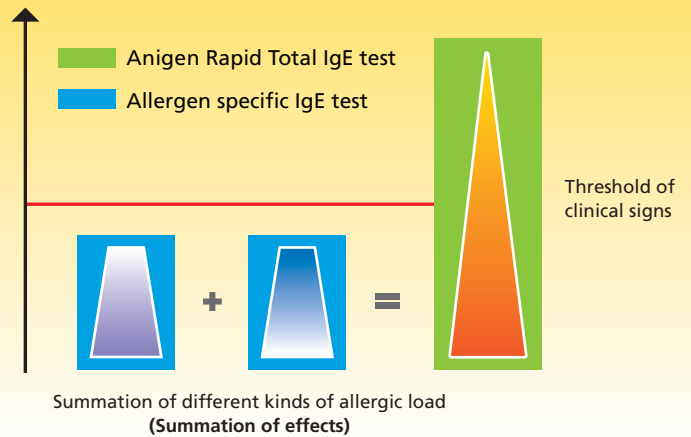 Anigen Rapid Total IgE test
Allergen specific IgE test
Threshold of
clinical signs
+
=
Summation of different kinds of allergic load
(Summation of effects)